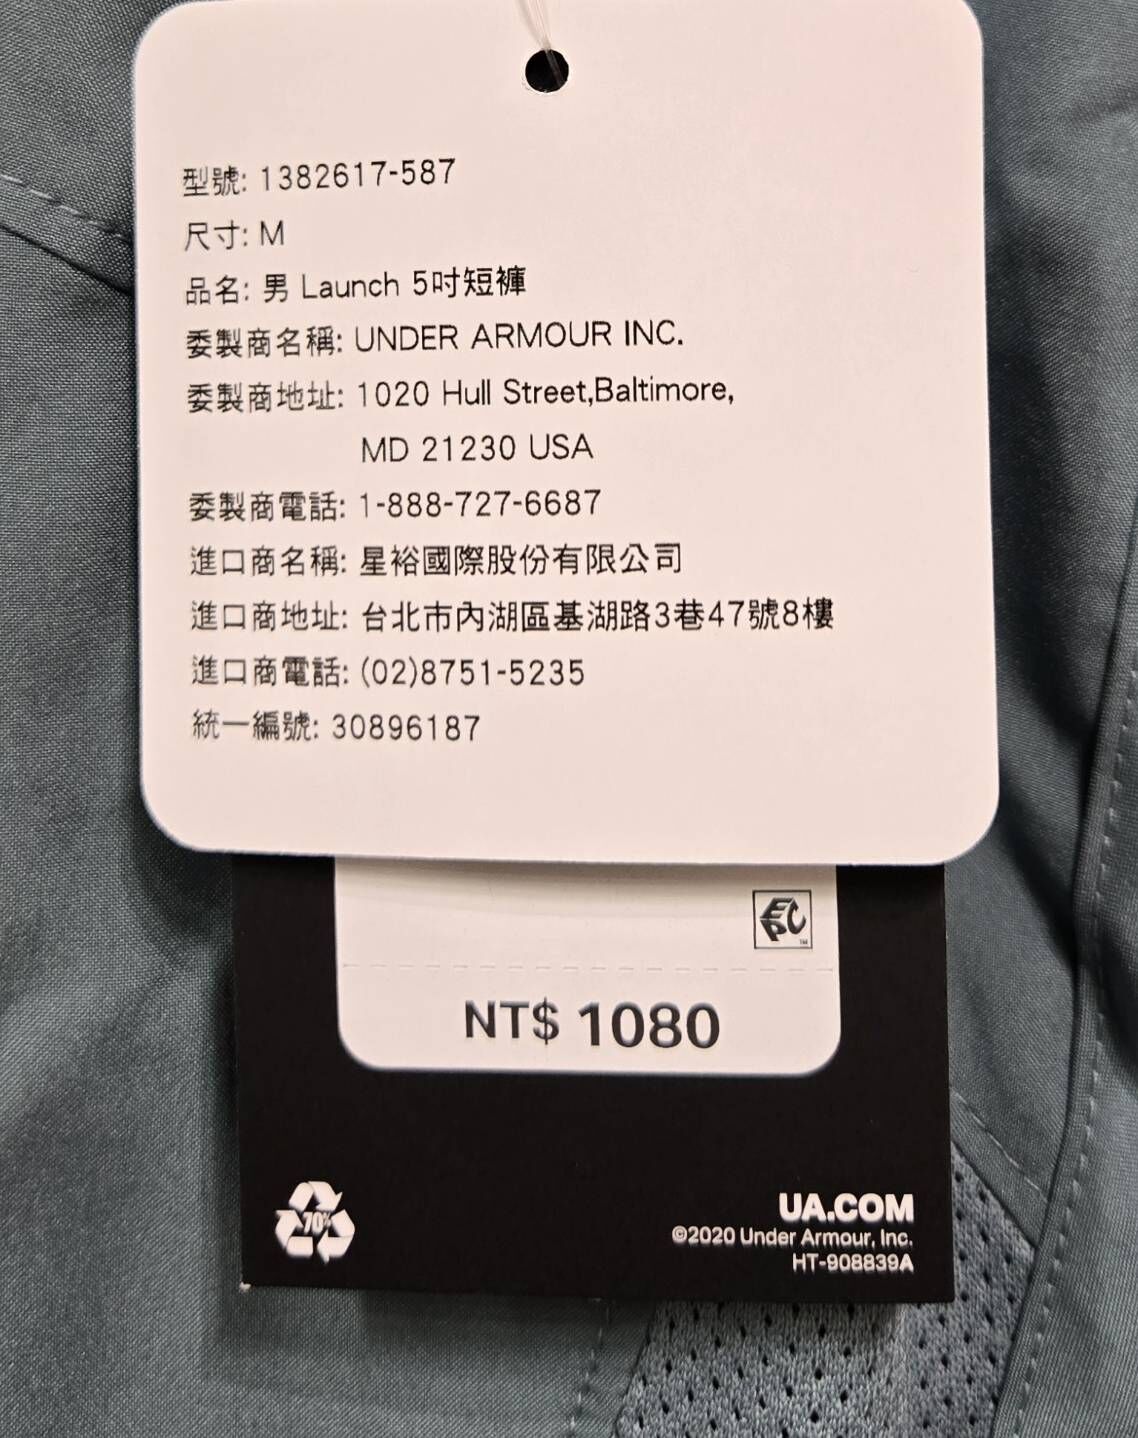 型號: 1382617-587
尺寸: M
品名: 男 Launch 5吋短褲
委製商名稱: UNDER ARMOUR INC.
委製商地址: 1020 Hull Street,Baltimore,
MD 21230 USA
委製商電話: 1-888-727-6687
進口商名稱: 星裕國際股份有限公司
進口商地址: 台北市內湖區基湖路3巷47號8樓
進口商電話: (02)8751-5235
統一編號: 30896187
EPC
TM
NT$ 1080
70%
UA.COM
©2020 Under Armour, Inc.
HT-908839A